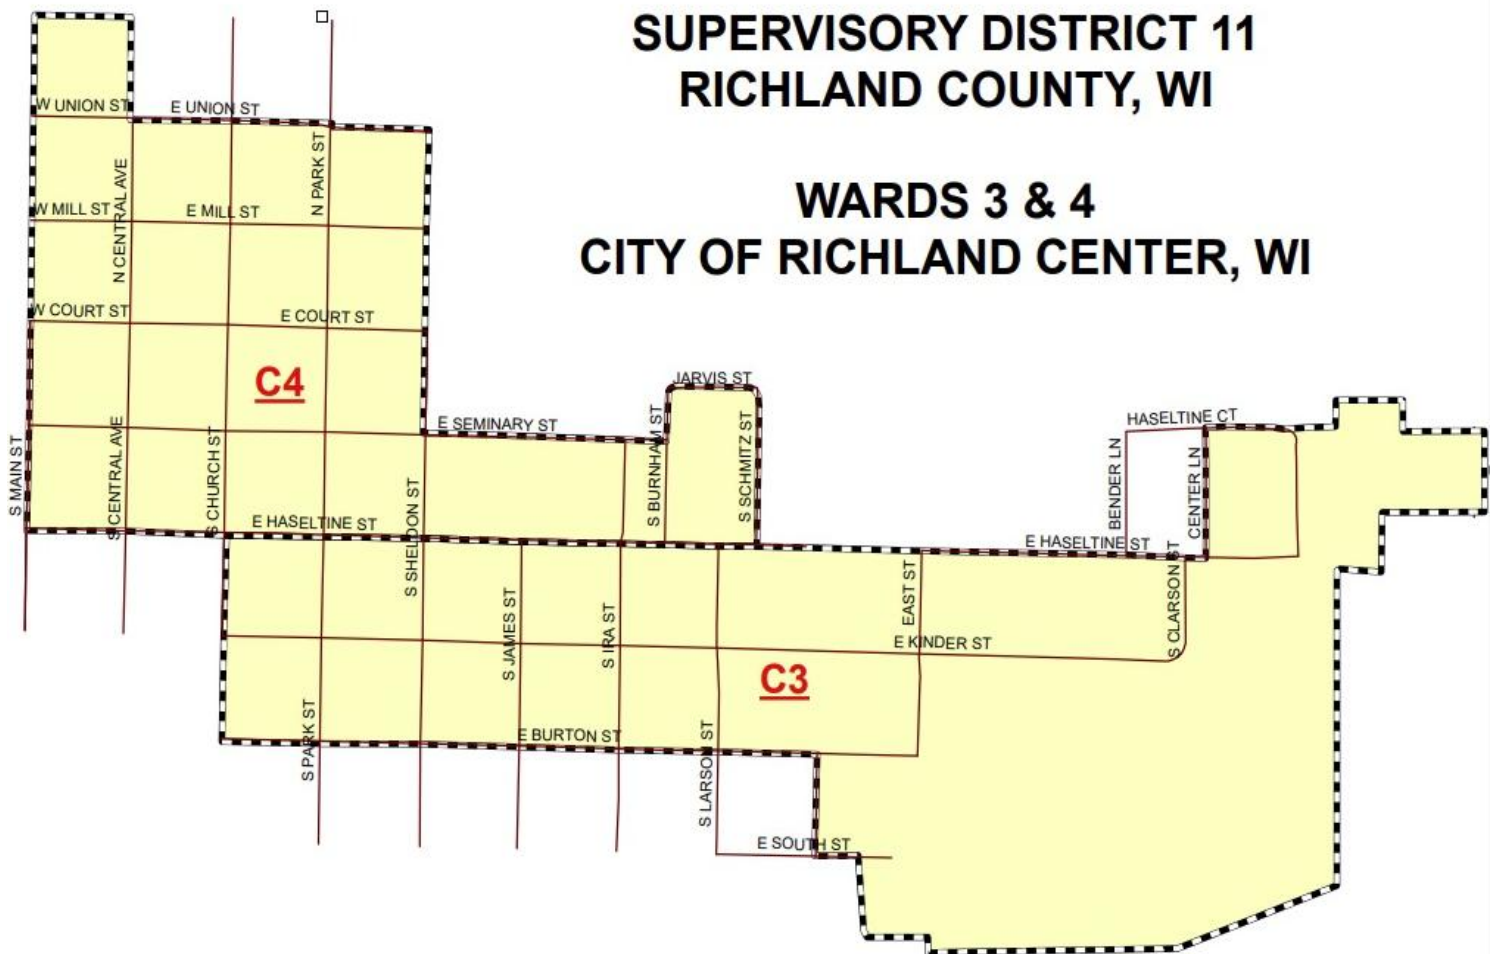 SUPERVISORY DISTRICT 11
RICHLAND COUNTY, WI
WARDS 3 & 4
CITY OF RICHLAND CENTER, WI
W UNION ST
E UNION ST
N PARK ST
N CENTRAL AVE
W MILL ST
E MILL ST
W COURT ST
E COURT ST
C4
JARVIS ST
E SEMINARY ST
HASELTINE CT
S MAIN ST
S CENTRAL AVE
S CHURCH ST
S SHELDON ST
S BURNHAM ST
S SCHMITZ ST
BENDER LN
CENTER LN
E HASELTINE ST
E HASELTINE ST
S JAMES ST
S IRA ST
EAST ST
S CLARSON ST
E KINDER ST
C3
S PARK ST
E BURTON ST
S LARSON ST
E SOUTH ST